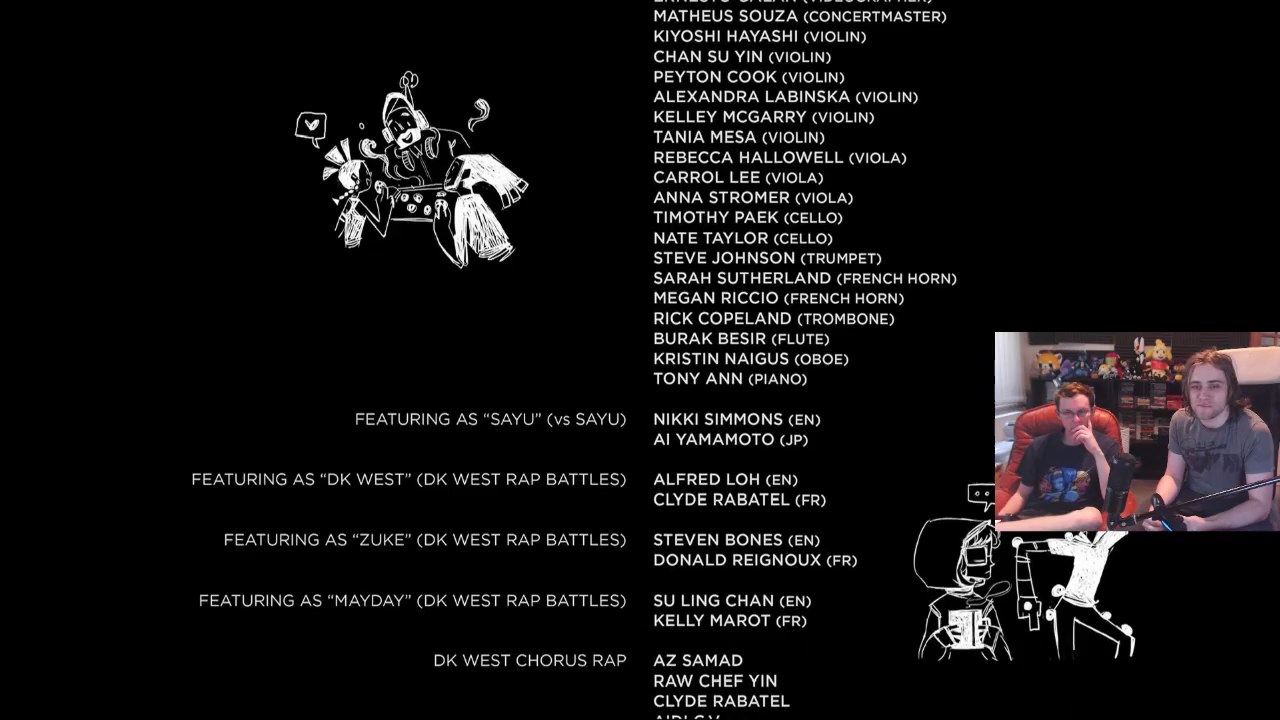 MATHEUS SOUZA (CONCERTMASTER)
KIYOSHI HAYASHI (VIOLIN)
CHAN SU YIN (VIOLIN)
PEYTON COOK (VIOLIN)
ALEXANDRA LABINSKA (VIOLIN)
KELLEY MCGARRY (VIOLIN)
TANIA MESA (VIOLIN)
REBECCA HALLOWELL (VIOLA)
CARROL LEE (VIOLA)
ANNA STROMER (VIOLA)
TIMOTHY PAEK (CELLO)
NATE TAYLOR (CELLO)
STEVE JOHNSON (TRUMPET)
SARAH SUTHERLAND (FRENCH HORN)
MEGAN RICCIO (FRENCH HORN)
RICK COPELAND (TROMBONE)
BURAK BESIR (FLUTE)
KRISTIN NAIGUS (OBOE)
TONY ANN (PIANO)
FEATURING AS “SAYU” (vs SAYU) NIKKI SIMMONS (EN)
AI YAMAMOTO (JP)
FEATURING AS “DK WEST” (DK WEST RAP BATTLES) ALFRED LOH (EN)
CLYDE RABATEL (FR)
FEATURING AS “ZUKE” (DK WEST RAP BATTLES) STEVEN BONES (EN)
DONALD REIGNOUX (FR)
FEATURING AS “MAYDAY” (DK WEST RAP BATTLES) SU LING CHAN (EN)
KELLY MAROT (FR)
DK WEST CHORUS RAP AZ SAMAD
RAW CHEF YIN
CLYDE RABATEL